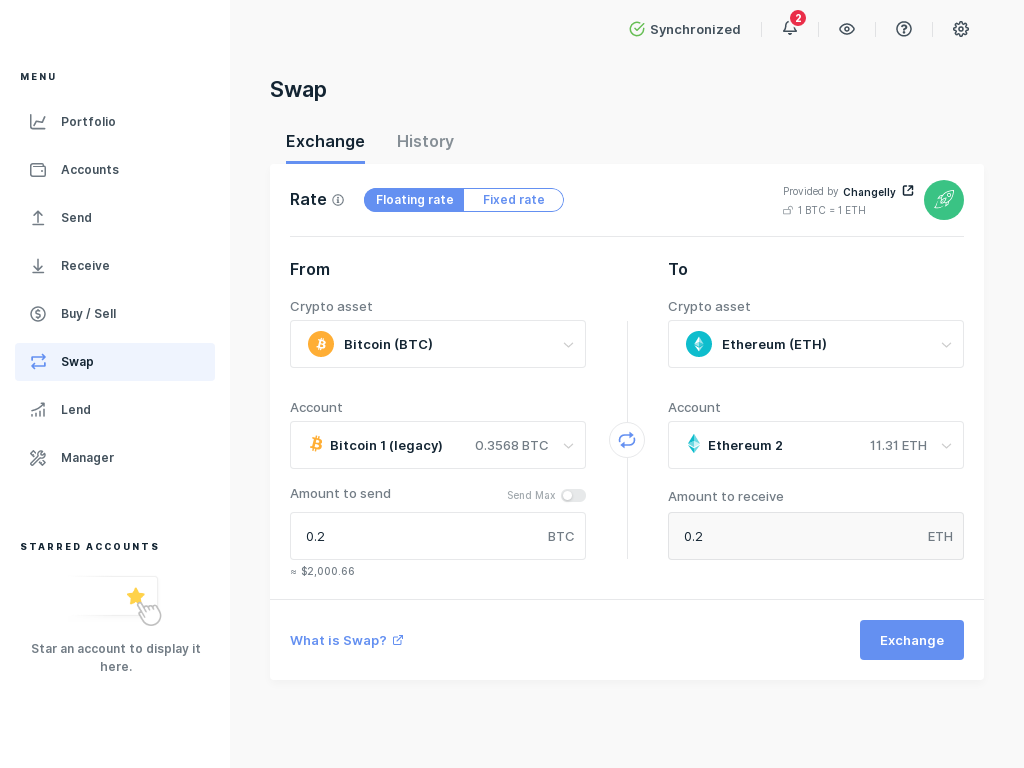 Synchronized
2
MENU
Portfolio
Accounts
Send
Receive
Buy / Sell
Swap
Lend
Manager
STARRED ACCOUNTS
Star an account to display it
here.
Swap
Exchange History
Rate Floating rate Fixed rate
Provided by Changelly
1 BTC = 1 ETH
From
Crypto asset
Bitcoin (BTC)
Account
Bitcoin 1 (legacy) 0.3568 BTC
Amount to send Send Max
0.2 BTC
≈ $2,000.66
To
Crypto asset
Ethereum (ETH)
Account
Ethereum 2 11.31 ETH
Amount to receive
0.2 ETH
What is Swap? Exchange